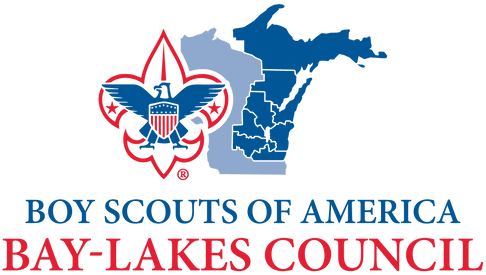 ®
BOY SCOUTS OF AMERICA
BAY-LAKES COUNCIL